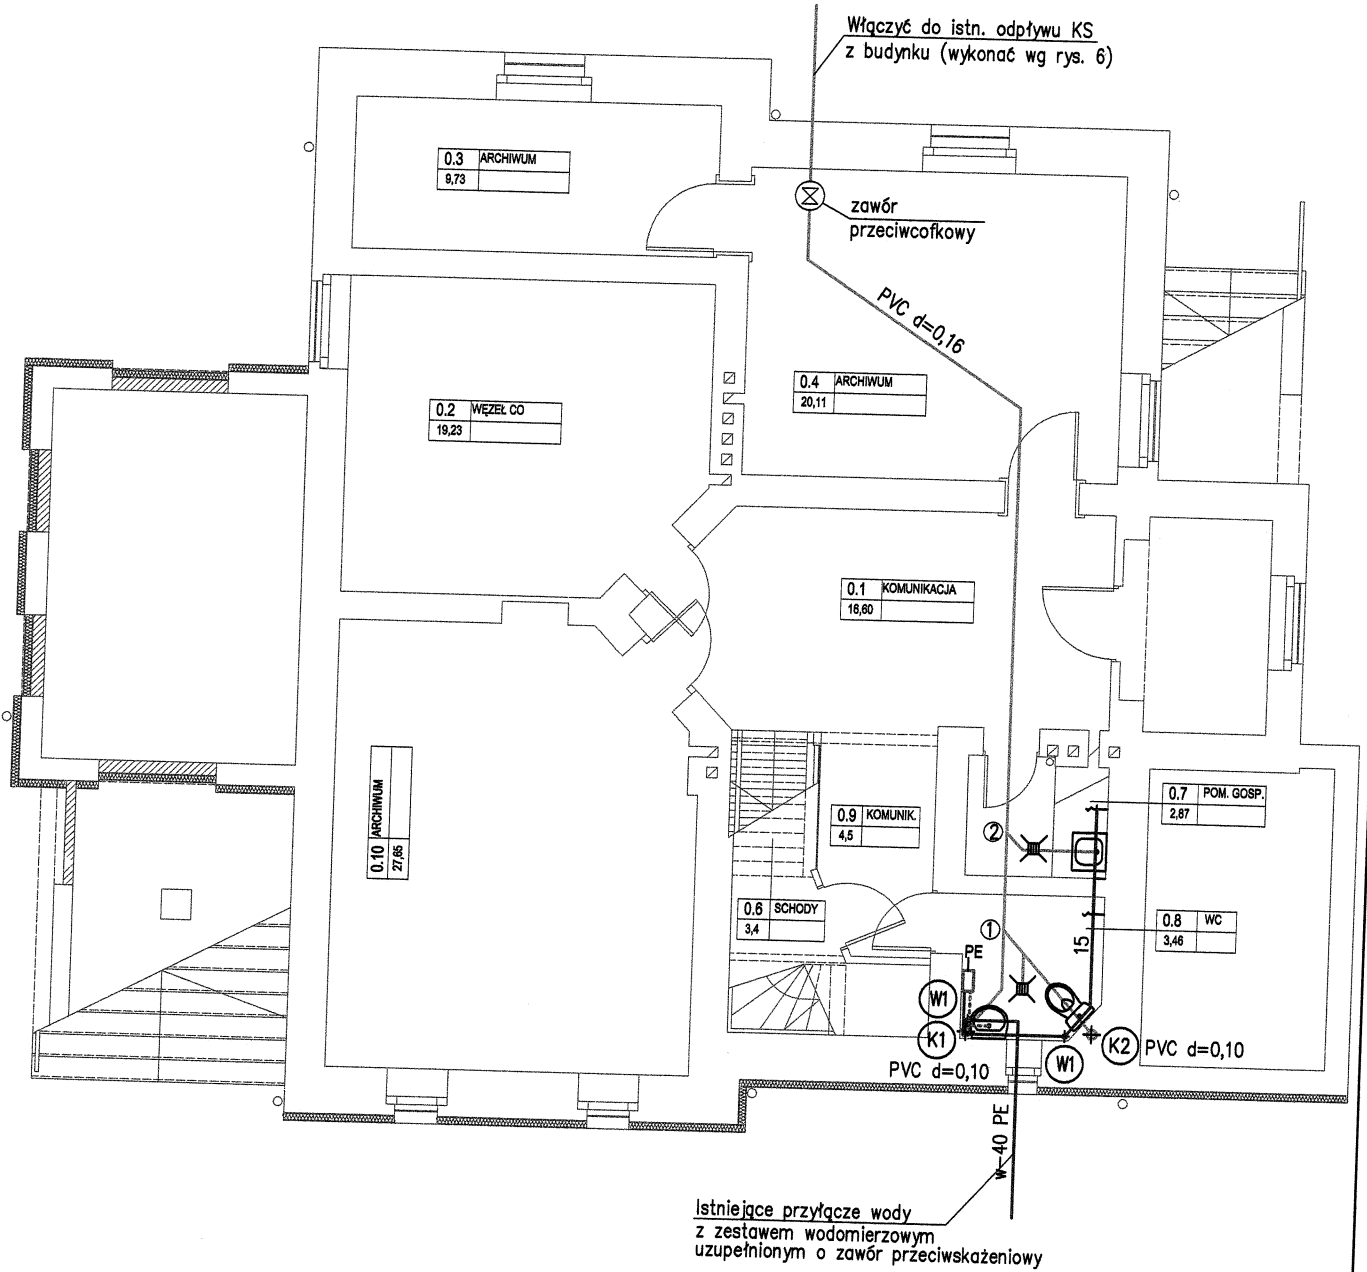 Włączyć do istn. odpływu KS
z budynku (wykonać wg rys. 6)
0.3 ARCHIWUM
9,73
zawór
przeciwcofkowy
PVC d=0,16
0.4 ARCHIWUM
20,11
0.2 WĘZEŁ CO
19,23
0.1 KOMUNIKACJA
16,60
0.10 ARCHIWUM
27,65
0.9 KOMUNIK.
4,5
0.7 POM. GOSP.
2,87
2
0.6 SCHODY
3,4
0.8 WC
3,46
1
15
PE
W1
K1
K2 PVC d=0,10
W1
PVC d=0,10
w-40 PE
Istniejące przyłącze wody
z zestawem wodomierzowym
uzupełnionym o zawór przeciwskażeniowy